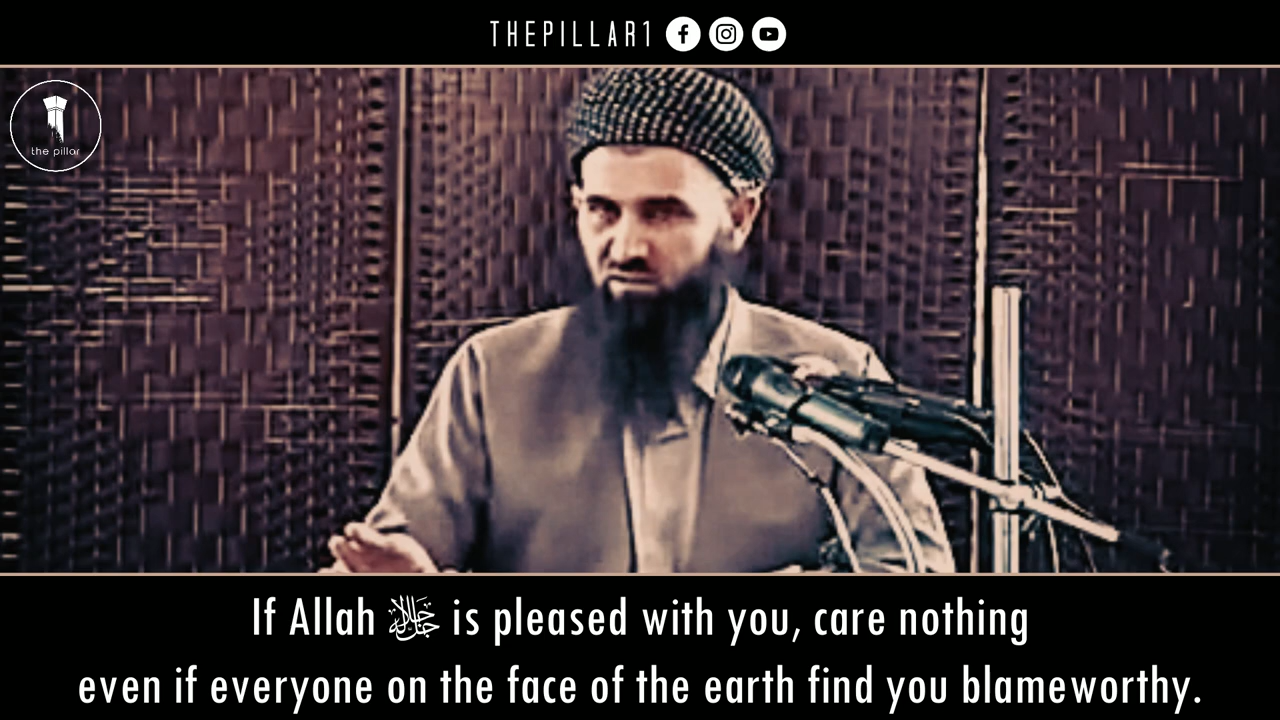 THEPILLAR1
the pillar
If Allah ﷻ is pleased with you, care nothing
even if everyone on the face of the earth find you blameworthy.